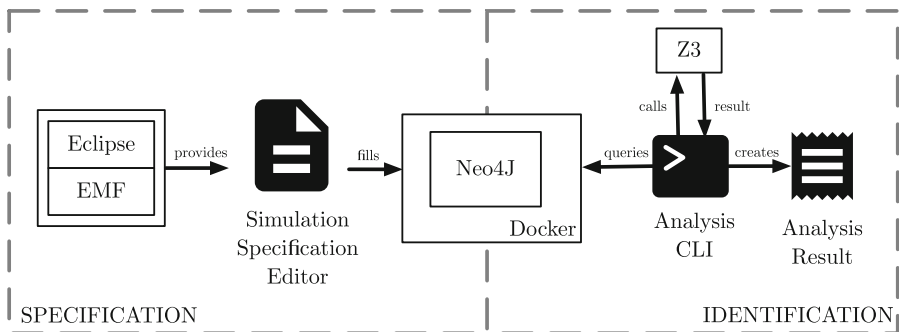 Z3
calls
result
Eclipse
EMF
provides
fills
Neo4J
Docker
queries
creates
Simulation
Specification
Editor
Analysis
CLI
Analysis
Result
SPECIFICATION
IDENTIFICATION